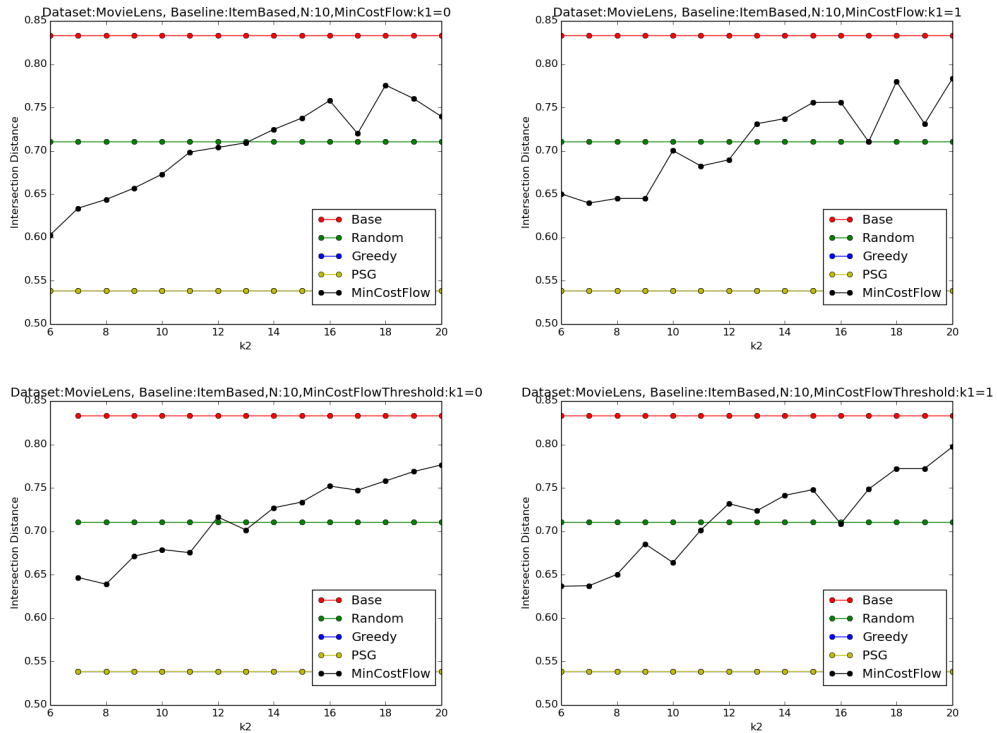 Dataset:MovieLens, Baseline:ItemBased,N:10,MinCostFlow:k1=0
0.85
0.80
0.75
0.70
0.65
0.60
0.55
0.50
Intersection Distance
Base
Random
Greedy
PSG
MinCostFlow
6 8 10 12 14 16 18 20
k2
Dataset:MovieLens, Baseline:ItemBased,N:10,MinCostFlow:k1=1
0.85
0.80
0.75
0.70
0.65
0.60
0.55
0.50
Intersection Distance
Base
Random
Greedy
PSG
MinCostFlow
6 8 10 12 14 16 18 20
k2
Dataset:MovieLens, Baseline:ItemBased,N:10,MinCostFlowThreshold:k1=0
0.85
0.80
0.75
0.70
0.65
0.60
0.55
0.50
Intersection Distance
Base
Random
Greedy
PSG
MinCostFlow
6 8 10 12 14 16 18 20
k2
Dataset:MovieLens, Baseline:ItemBased,N:10,MinCostFlowThreshold:k1=1
0.85
0.80
0.75
0.70
0.65
0.60
0.55
0.50
Intersection Distance
Base
Random
Greedy
PSG
MinCostFlow
6 8 10 12 14 16 18 20
k2